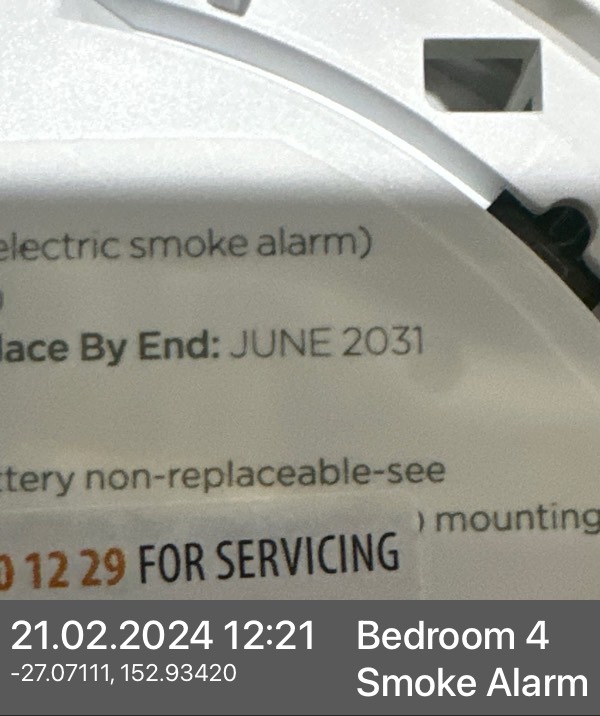 electric smoke alarm)
lace By End: JUNE 2031
ttery non-replaceable-see
) mounting
0 12 29 FOR SERVICING
21.02.2024 12:21
-27.07111, 152.93420
Bedroom 4
Smoke Alarm